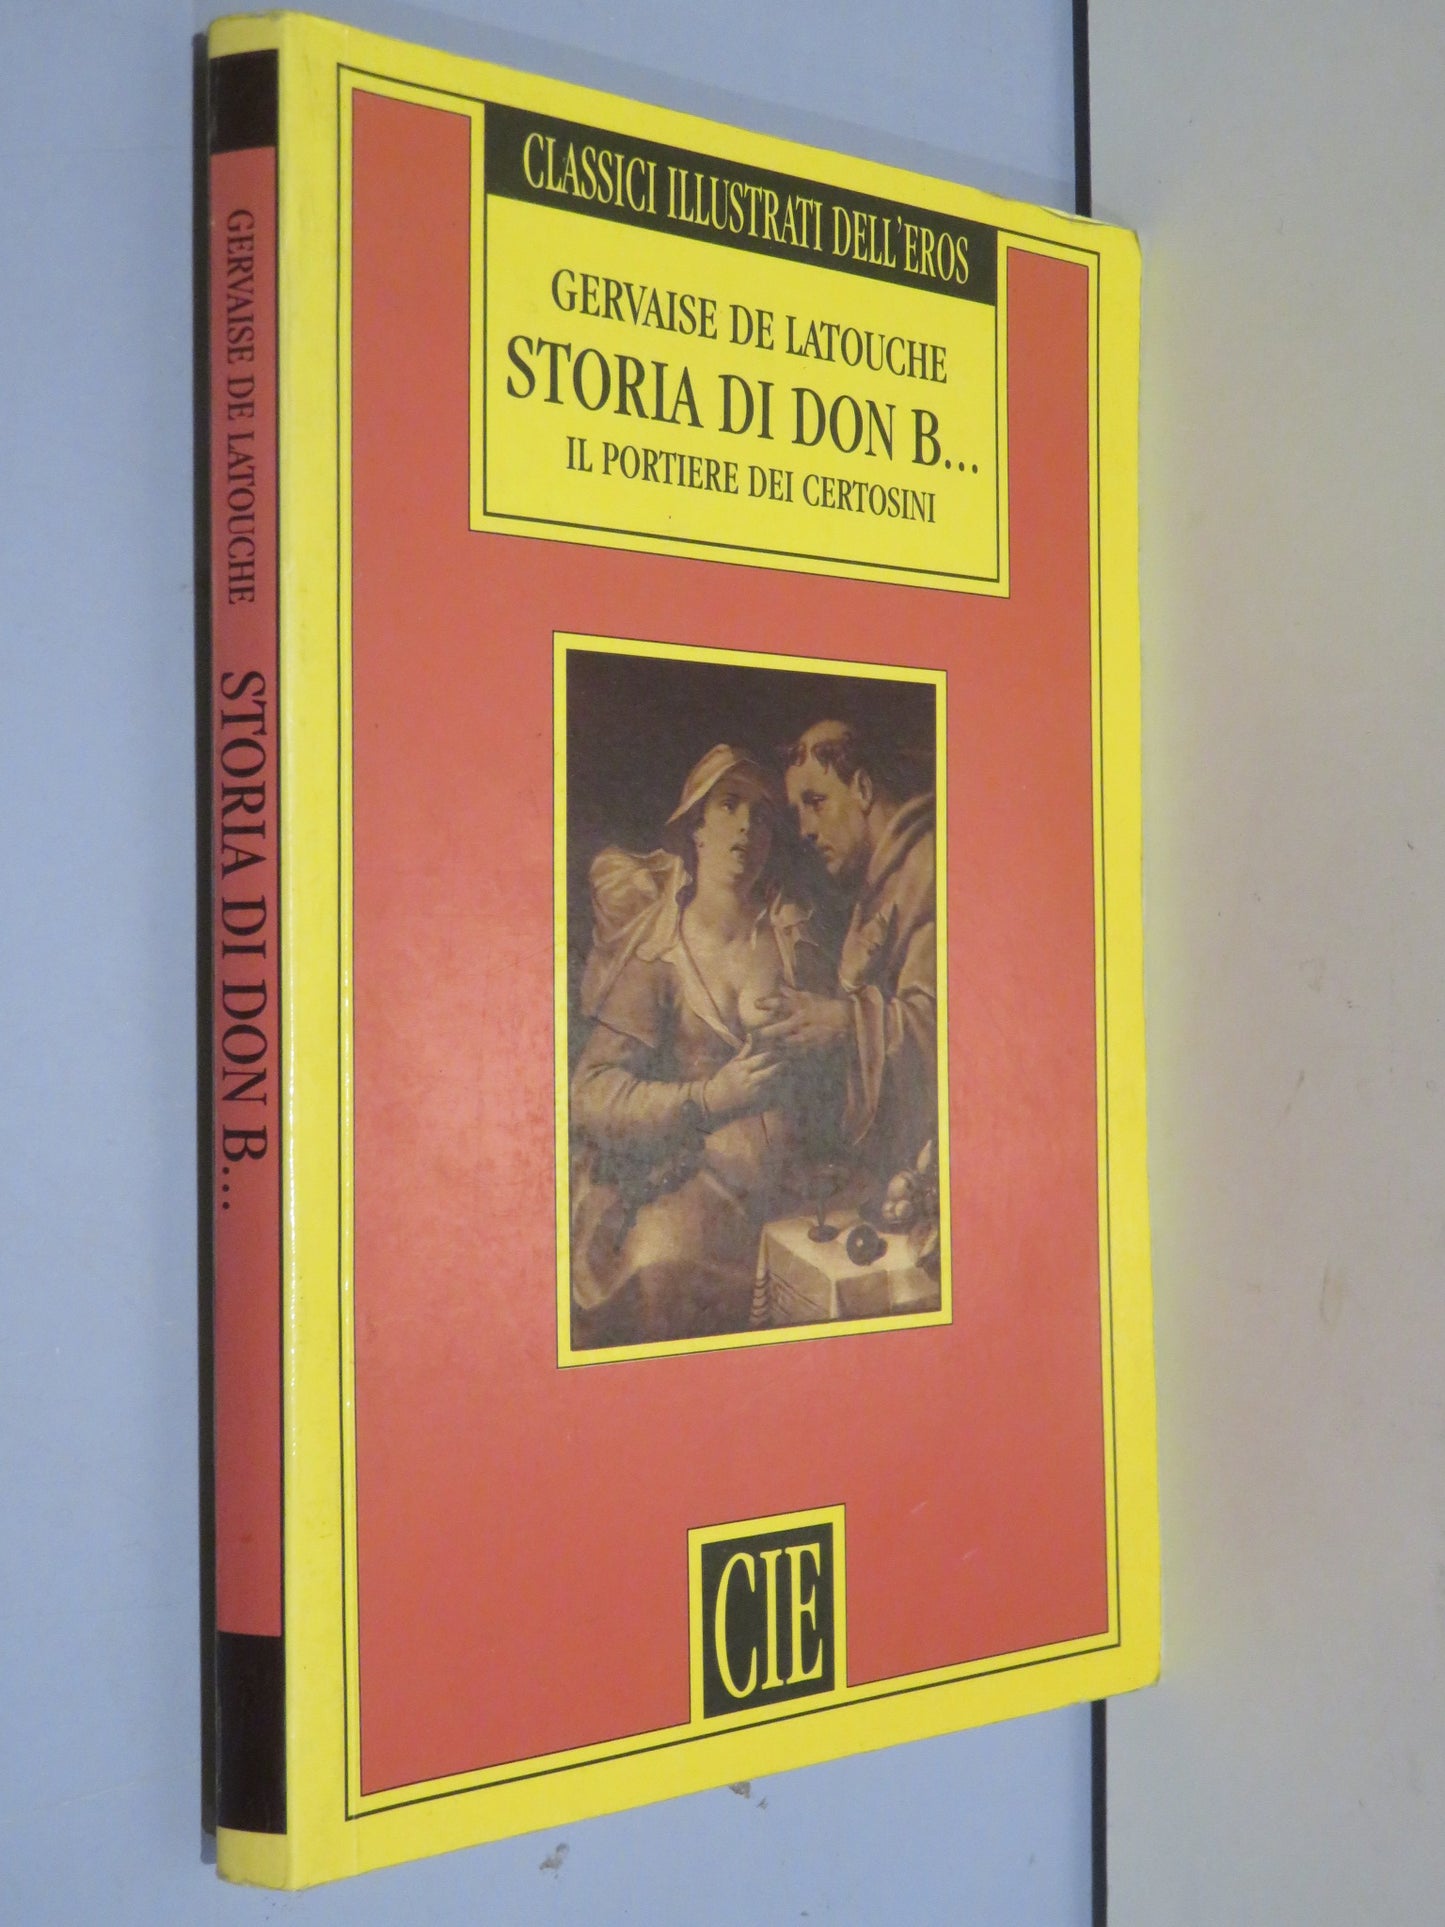 CLASSICI ILLUSTRATI DELL'EROS
GERVAISE DE LATOUCHE
STORIA DI DON B...
IL PORTIERE DEI CERTOSINI
CIE
GERVAISE DE LATOUCHE STORIA DI DON B...